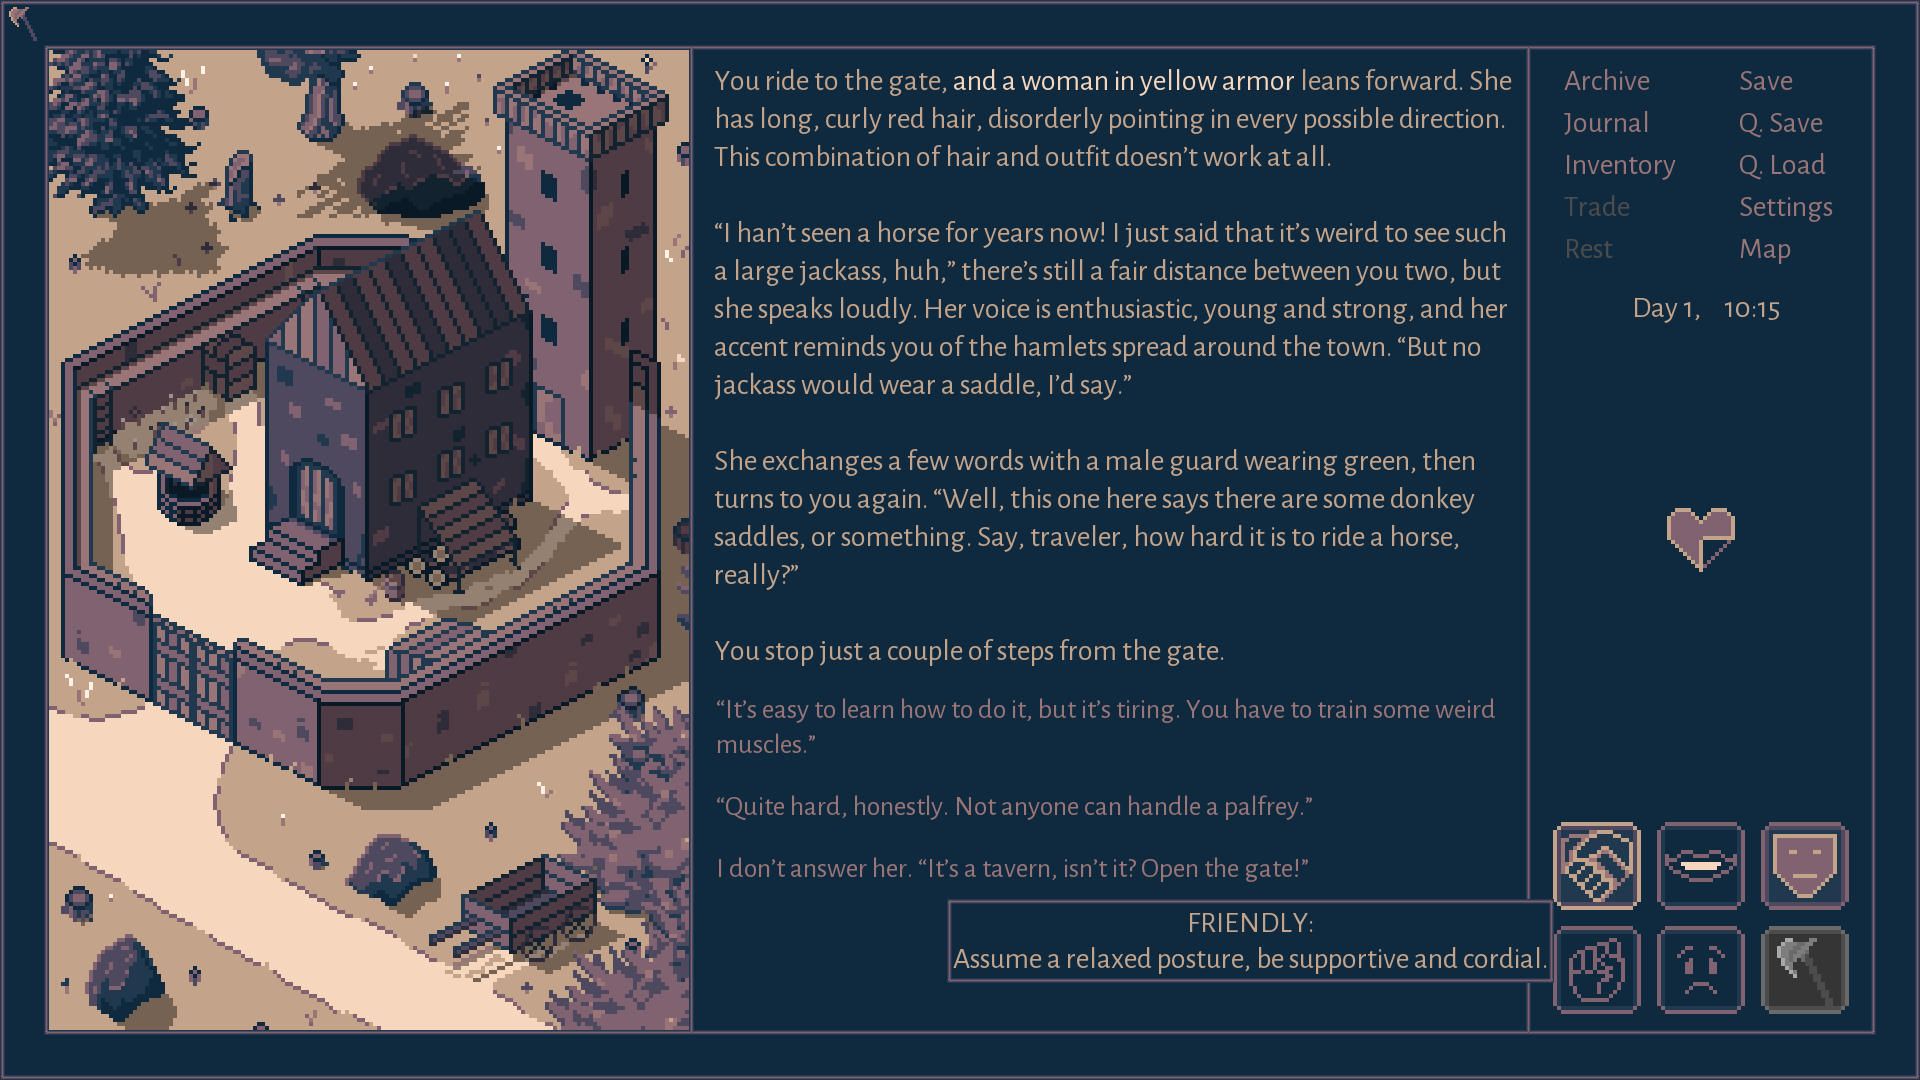 You ride to the gate, and a woman in yellow armor leans forward. She
has long, curly red hair, disorderly pointing in every possible direction.
This combination of hair and outfit doesn’t work at all.
“I han’t seen a horse for years now! I just said that it’s weird to see such
a large jackass, huh,” there’s still a fair distance between you two, but
she speaks loudly. Her voice is enthusiastic, young and strong, and her
accent reminds you of the hamlets spread around the town. “But no
jackass would wear a saddle, I’d say.”
She exchanges a few words with a male guard wearing green, then
turns to you again. “Well, this one here says there are some donkey
saddles, or something. Say, traveler, how hard it is to ride a horse,
really?”
You stop just a couple of steps from the gate.
“It’s easy to learn how to do it, but it’s tiring. You have to train some weird
muscles.”
“Quite hard, honestly. Not anyone can handle a palfrey.”
I don’t answer her. “It’s a tavern, isn’t it? Open the gate!”
FRIENDLY:
Assume a relaxed posture, be supportive and cordial.
Archive Save
Journal Q. Save
Inventory Q. Load
Trade Settings
Rest Map
Day 1, 10:15